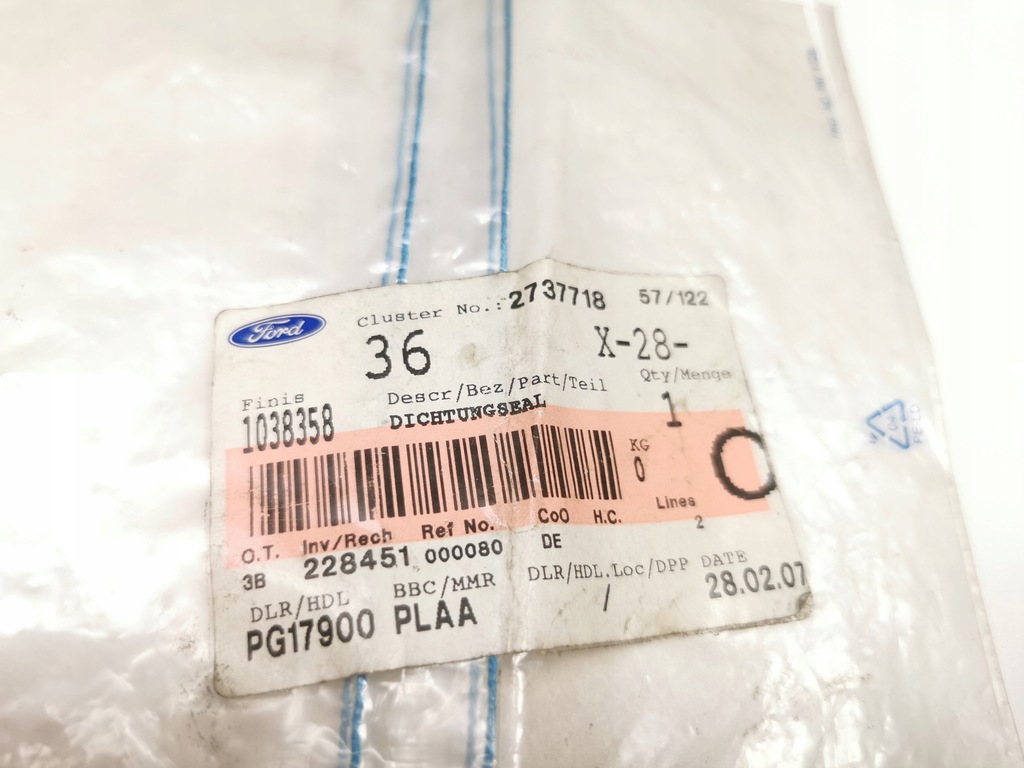 Ford
Cluster No.: 2737718 57/122
36 X-28-
Finis Descr/Bez/Part/Teil Qty/Menge
1038358 DICHTUNGSEAL 1
KG
0
O
O.T. Inv/Rech Ref No. CoO H.C. Lines
3B 228451 000080 DE 2
DLR/HDL BBC/MMR DLR/HDL.Loc/DPP DATE
PG17900 PLAA / 28.02.07
04